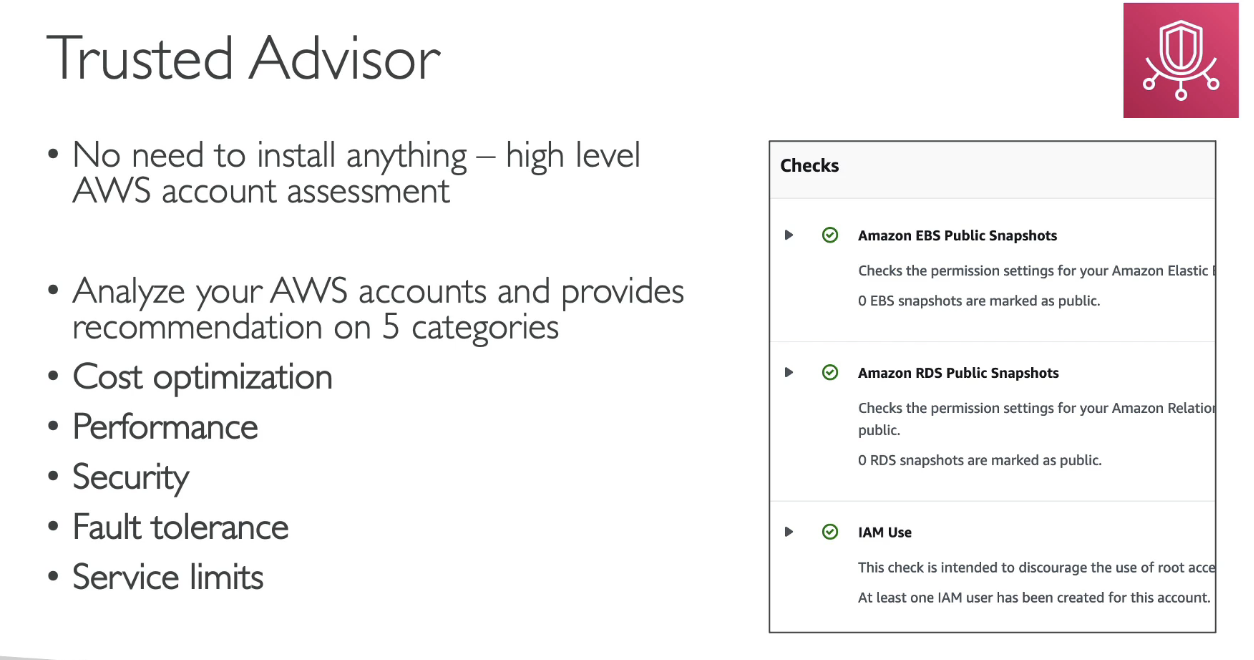 Trusted Advisor
• No need to install anything – high level
AWS account assessment
• Analyze your AWS accounts and provides
recommendation on 5 categories
• Cost optimization
• Performance
• Security
• Fault tolerance
• Service limits
Checks
Amazon EBS Public Snapshots
Checks the permission settings for your Amazon Elastic
0 EBS snapshots are marked as public.
Amazon RDS Public Snapshots
Checks the permission settings for your Amazon Relation
public.
0 RDS snapshots are marked as public.
IAM Use
This check is intended to discourage the use of root acce
At least one IAM user has been created for this account.